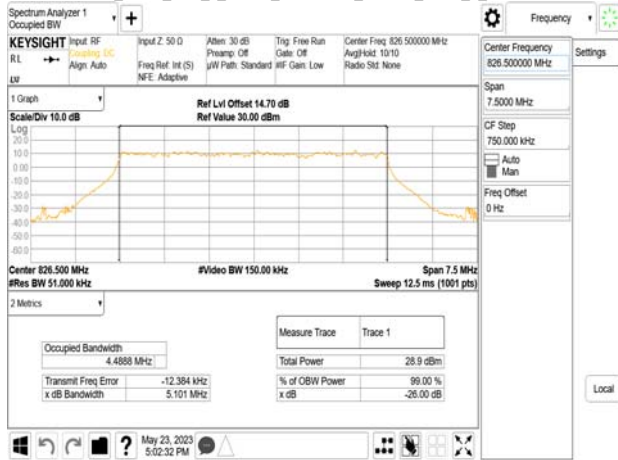 Spectrum Analyzer 1
Occupied BW
Frequency
KEYSIGHT
RL
LVI
Input: RF
Coupling: DC
Align: Auto
Input Z: 50 Ω
Freq Ref: Int (S)
NFE: Adaptive
Atten: 30 dB
Preamp: Off
µW Path: Standard
Trig: Free Run
Gate: Off
#IF Gain: Low
Center Freq: 826.500000 MHz
Avg|Hold: 10/10
Radio Std: None
Center Frequency
826.500000 MHz
Settings
Span
7.5000 MHz
CF Step
750.000 kHz
Auto
Man
Freq Offset
0 Hz
Local
1 Graph
Scale/Div 10.0 dB
Ref Lvl Offset 14.70 dB
Ref Value 30.00 dBm
Log
20.0
10.0
0.00
-10.0
-20.0
-30.0
-40.0
-50.0
-60.0
Center 826.500 MHz
#Res BW 51.000 kHz
#Video BW 150.00 kHz
Span 7.5 MHz
Sweep 12.5 ms (1001 pts)
2 Metrics
Measure Trace Trace 1
Occupied Bandwidth
4.4888 MHz
Total Power 28.9 dBm
Transmit Freq Error -12.384 kHz
% of OBW Power 99.00 %
x dB Bandwidth 5.101 MHz
x dB -26.00 dB
May 23, 2023
5:02:32 PM